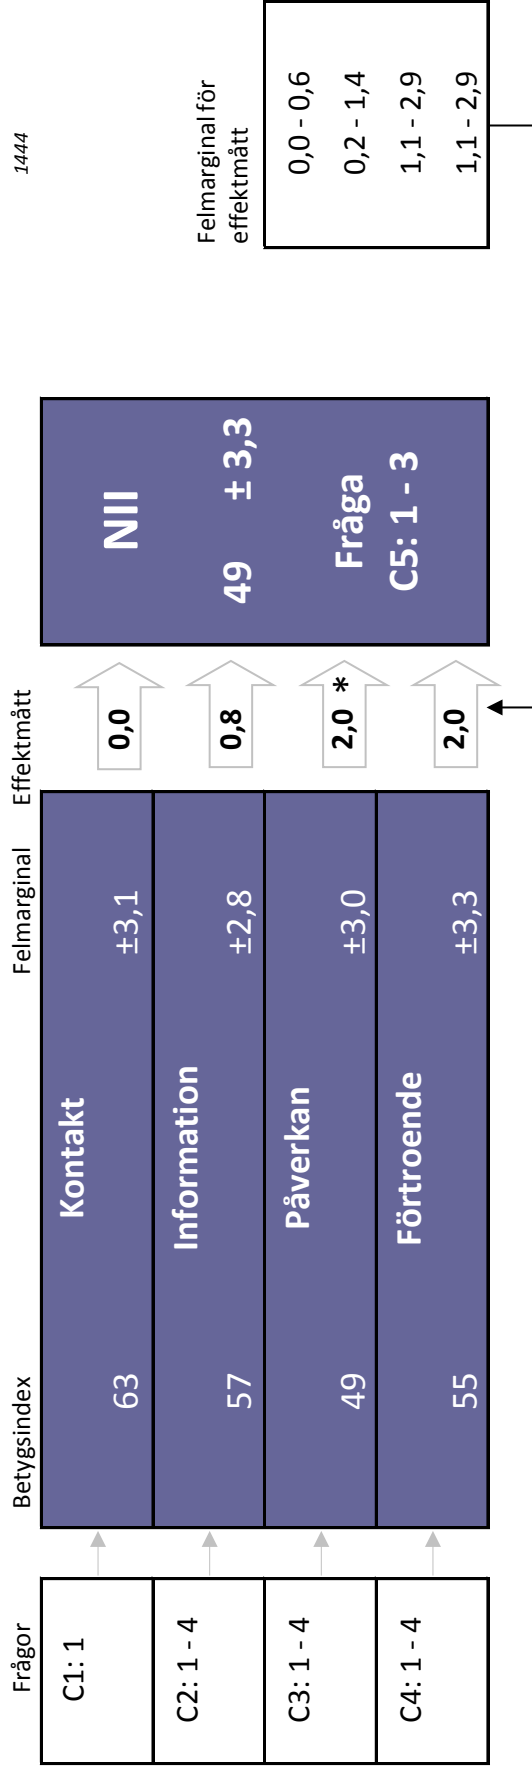 1444
Frågor
Betygsindex
Felmarginal
Effektmått
Felmarginal för
effektmått
C1: 1
Kontakt
63
±3,1
0,0
0,0 - 0,6
C2: 1 - 4
Information
57
±2,8
0,8
0,2 - 1,4
C3: 1 - 4
Påverkan
49
±3,0
2,0 *
1,1 - 2,9
C4: 1 - 4
Förtroende
55
±3,3
2,0
1,1 - 2,9
NII
49 ± 3,3
Fråga
C5: 1 - 3